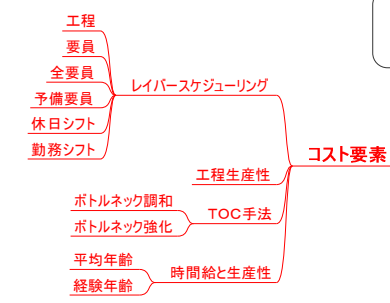 工程
要員
全要員
予備要員
休日シフト
勤務シフト
レイバースケジューリング
コスト要素
工程生産性
ボトルネック調和
ボトルネック強化
TOC手法
平均年齢
経験年齢
時間給と生産性